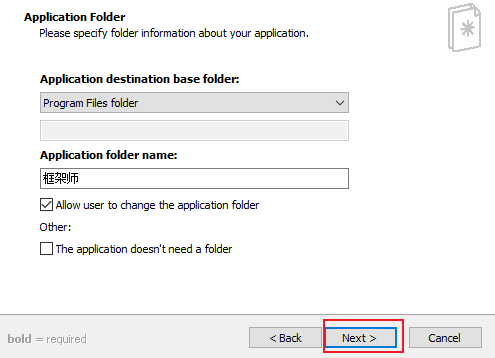 Application Folder
Please specify folder information about your application.
Application destination base folder:
Program Files folder
Application folder name:
框架师
Allow user to change the application folder
Other:
The application doesn't need a folder
bold = required
< Back
Next >
Cancel